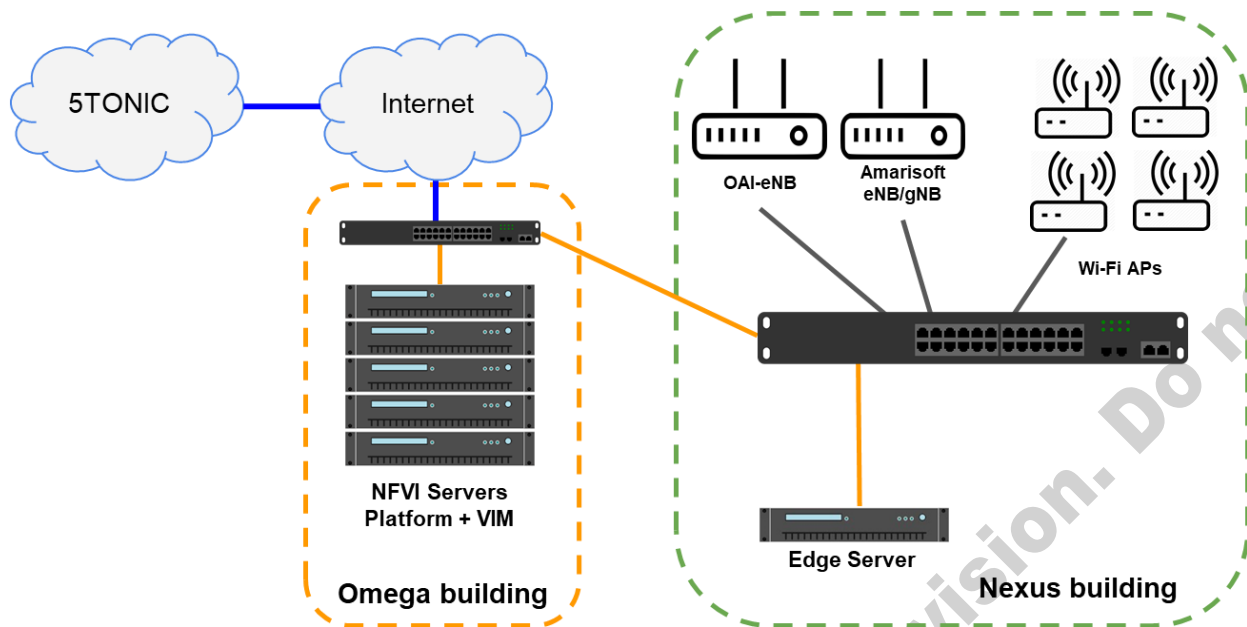 5TONIC
Internet
OAI-eNB
Amarisoft
eNB/gNB
Wi-Fi APs
NFVI Servers
Platform + VIM
Edge Server
Omega building
Nexus building
vision. Do